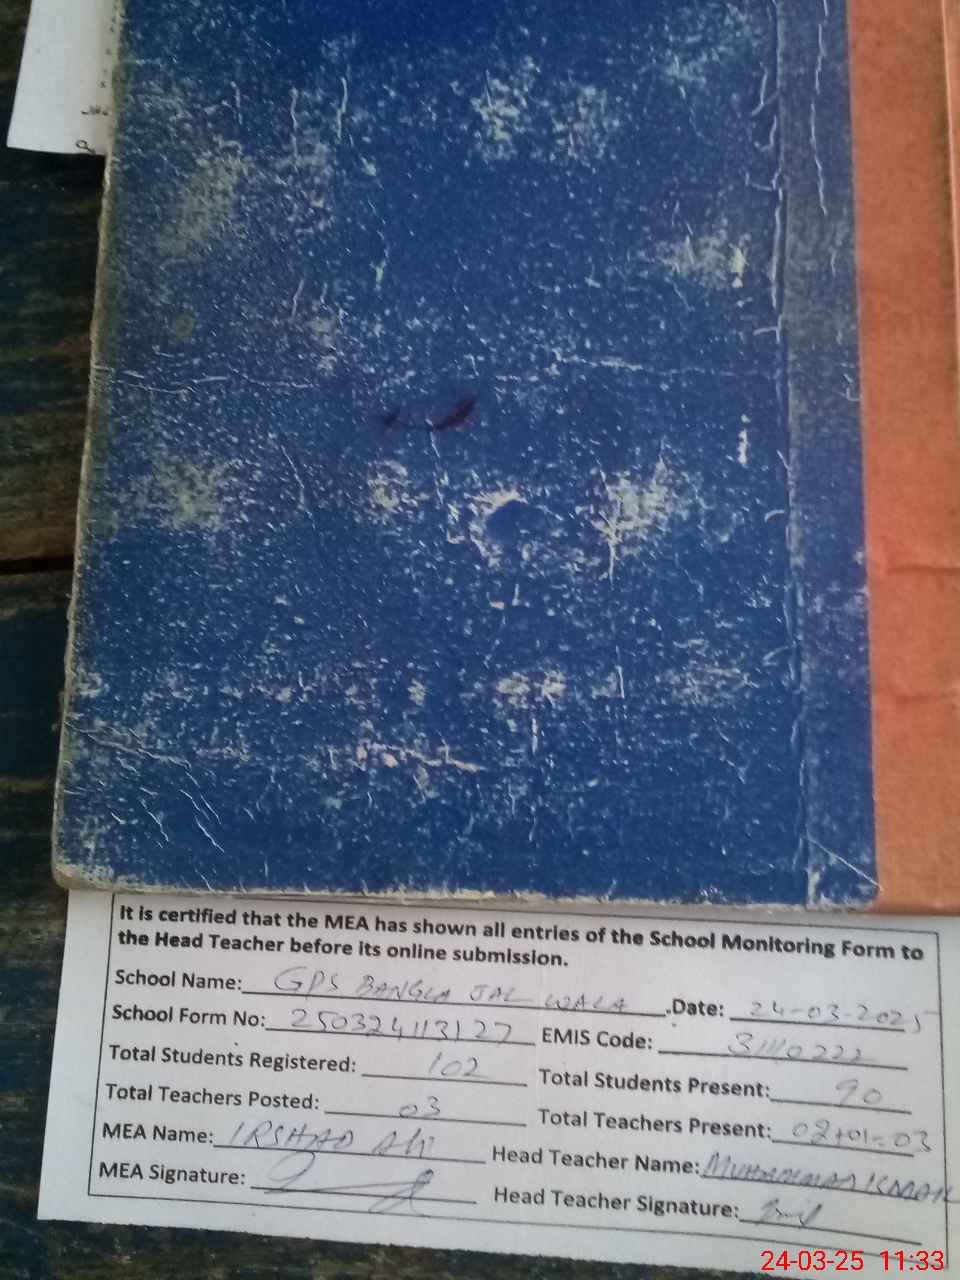 It is certified that the MEA has shown all entries of the School Monitoring Form to
the Head Teacher before its online submission.
School Name: GPS BANGLA JAL WALA Date: 24-03-2025
School Form No: 250324113127 EMIS Code: 31110222
Total Students Registered: 102 Total Students Present: 90
Total Teachers Posted: 03 Total Teachers Present: 02+01=03
MEA Name: IRSHAD Ali Head Teacher Name: MUHAMMAD
MEA Signature: Head Teacher Signature:
24-03-25 11:33